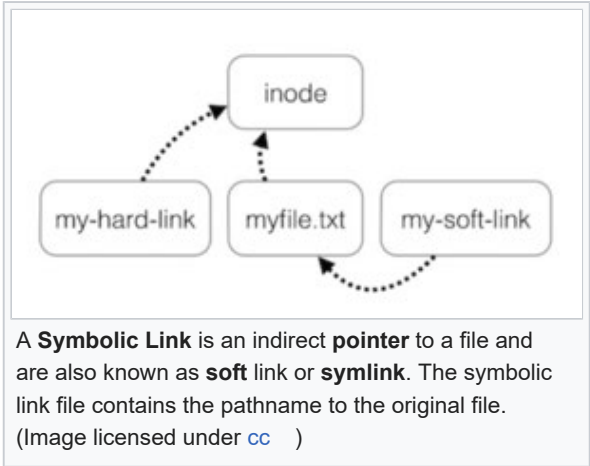 inode
my-hard-link
myfile.txt
my-soft-link
A Symbolic Link is an indirect pointer to a file and
are also known as soft link or symlink. The symbolic
link file contains the pathname to the original file.
(Image licensed under cc )